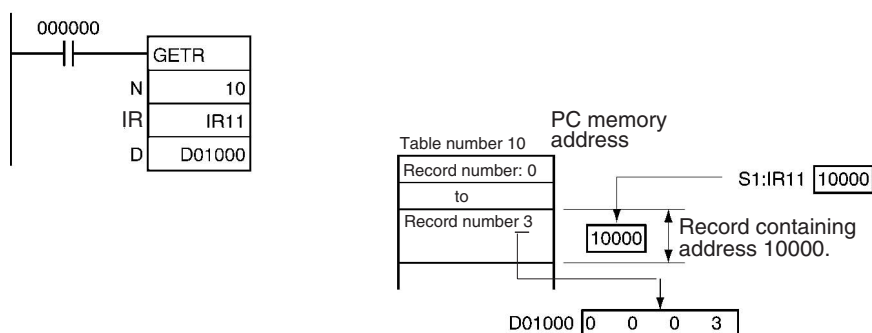 000000
GETR
N 10
IR IR11
D D01000
PC memory
address
Table number 10
Record number: 0
to
Record number 3
S1:IR11 10000
10000
Record containing
address 10000.
D01000 0 0 0 3